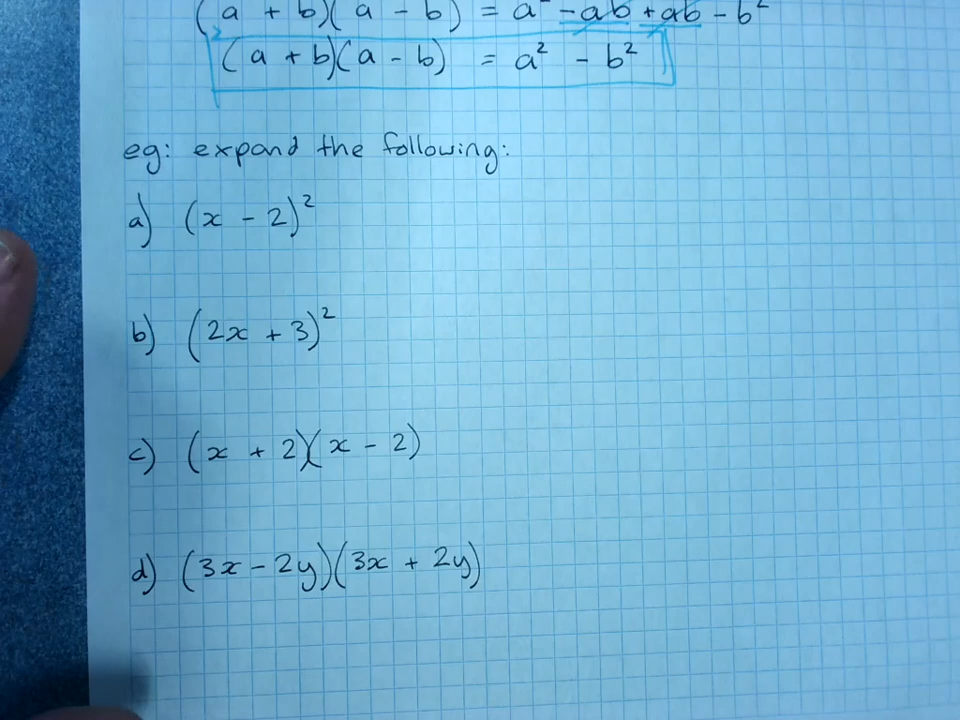 (a + b)(a - b) = a² - ab + ab - b²
(a + b)(a - b) = a² - b²
eg: expand the following:
a) (x - 2)²
b) (2x + 3)²
c) (x + 2)(x - 2)
d) (3x - 2y)(3x + 2y)